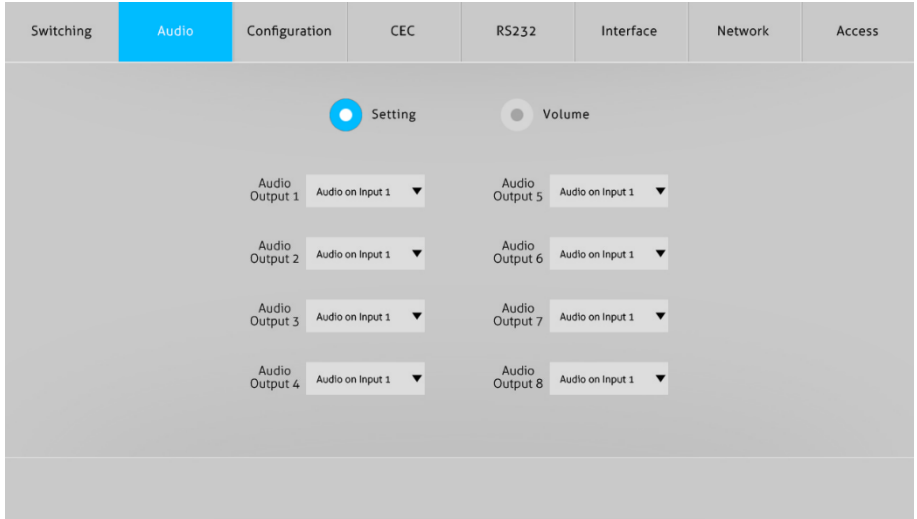 Switching Audio Configuration CEC RS232 Interface Network Access
Setting Volume
Audio
Output 1 Audio on Input 1
Audio
Output 5 Audio on Input 1
Audio
Output 2 Audio on Input 1
Audio
Output 6 Audio on Input 1
Audio
Output 3 Audio on Input 1
Audio
Output 7 Audio on Input 1
Audio
Output 4 Audio on Input 1
Audio
Output 8 Audio on Input 1